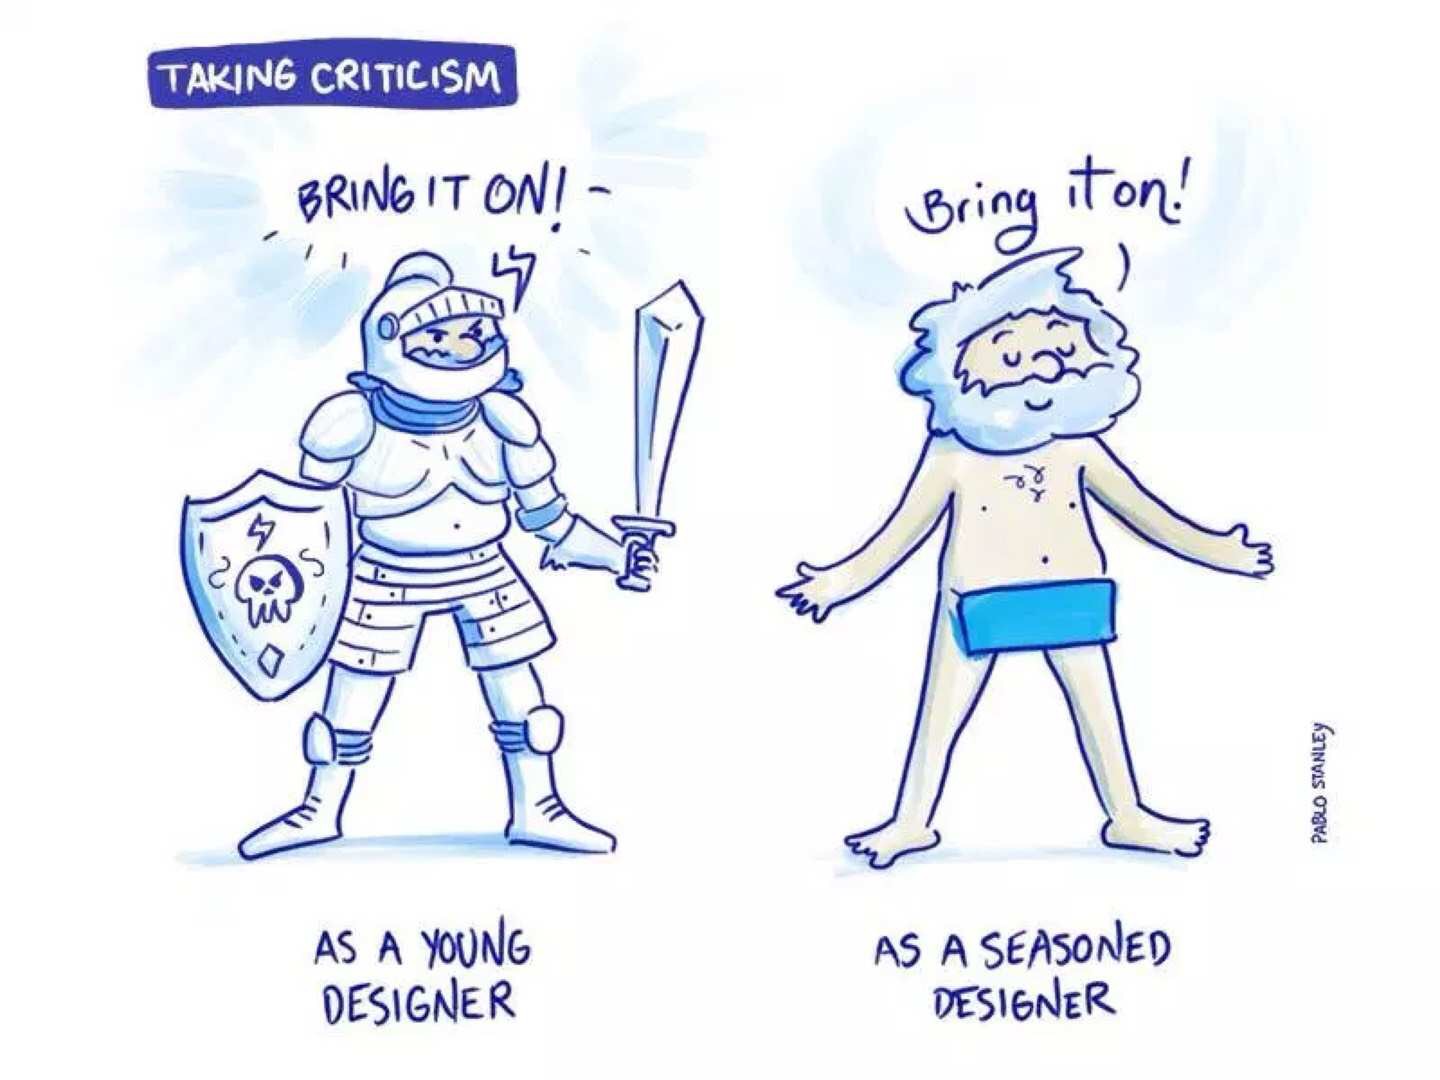 TAKING CRITICISM
BRING IT ON!
Bring it on!
AS A YOUNG
DESIGNER
AS A SEASONED
DESIGNER
PABLO STANLEY